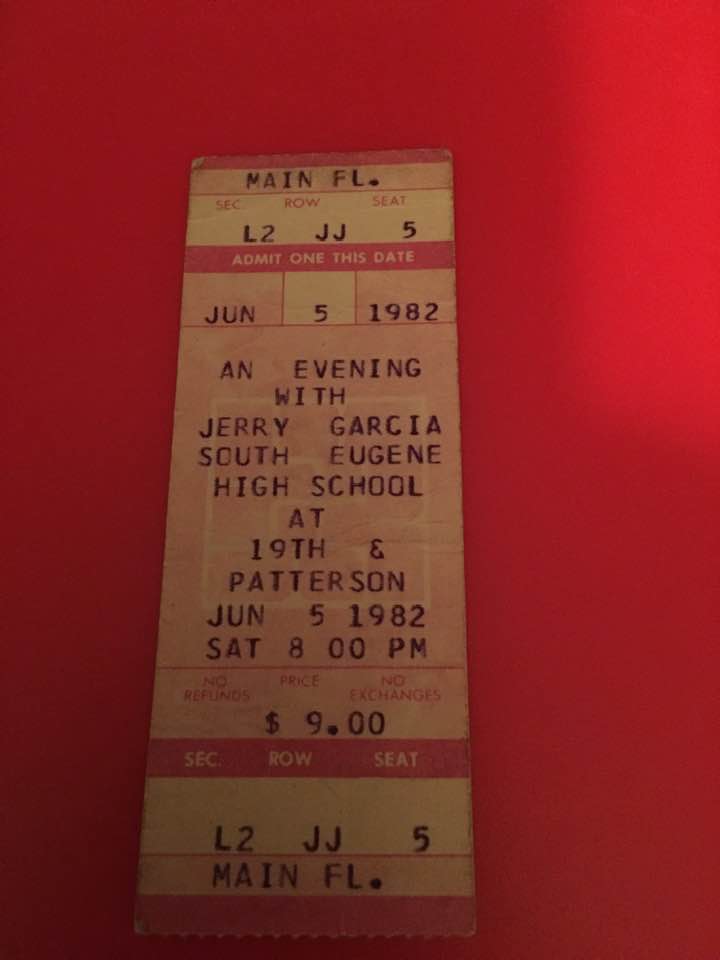 MAIN FL.
SEC. ROW SEAT
L2 JJ 5
ADMIT ONE THIS DATE
JUN 5 1982
AN EVENING
WITH
JERRY GARCIA
SOUTH EUGENE
HIGH SCHOOL
AT
19TH &
PATTERSON
JUN 5 1982
SAT 8 00 PM
NO REFUNDS PRICE NO EXCHANGES
$ 9.00
SEC. ROW SEAT
L2 JJ 5
MAIN FL.